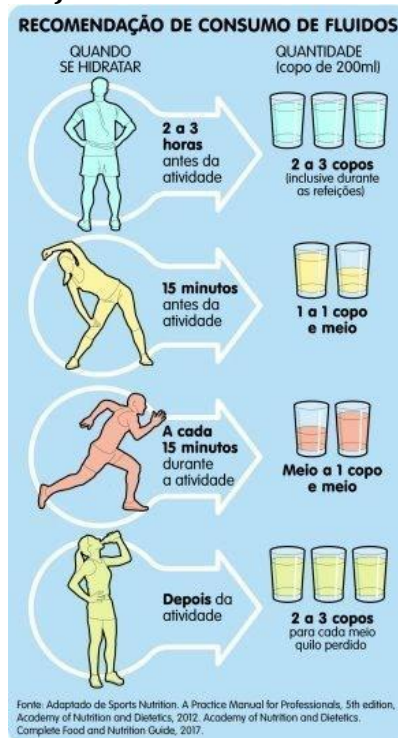 RECOMENDAÇÃO DE CONSUMO DE FLUIDOS
QUANDO
SE HIDRATAR
QUANTIDADE
(copo de 200ml)
2 a 3
horas
antes da
atividade
2 a 3 copos
(inclusive durante
as refeições)
15 minutos
antes da
atividade
1 a 1 copo
e meio
A cada
15 minutos
durante
a atividade
Meio a 1 copo
e meio
Depois da
atividade
2 a 3 copos
para cada meio
quilo perdido
Fonte: Adaptado de Sports Nutrition. A Practice Manual for Professionals, 5th edition,
Academy of Nutrition and Dietetics, 2012. Academy of Nutrition and Dietetics.
Complete Food and Nutrition Guide, 2017.